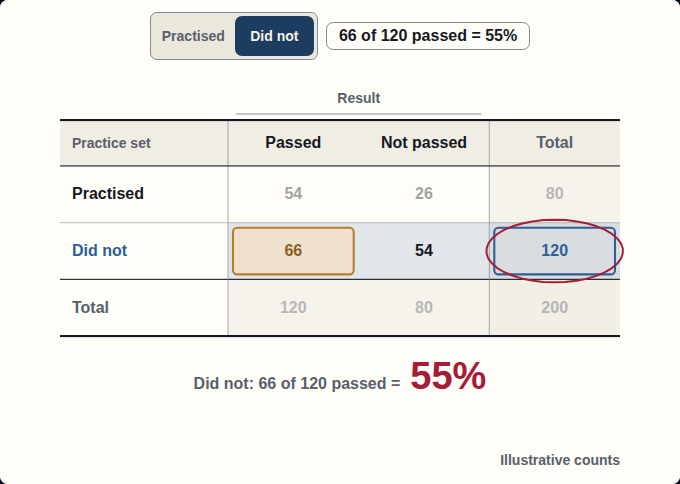 Practised Did not 66 of 120 passed = 55%
Result
Practice set Passed Not passed Total
Practised 54 26 80
Did not 66 54 120
Total 120 80 200
Did not: 66 of 120 passed = 55%
Illustrative counts